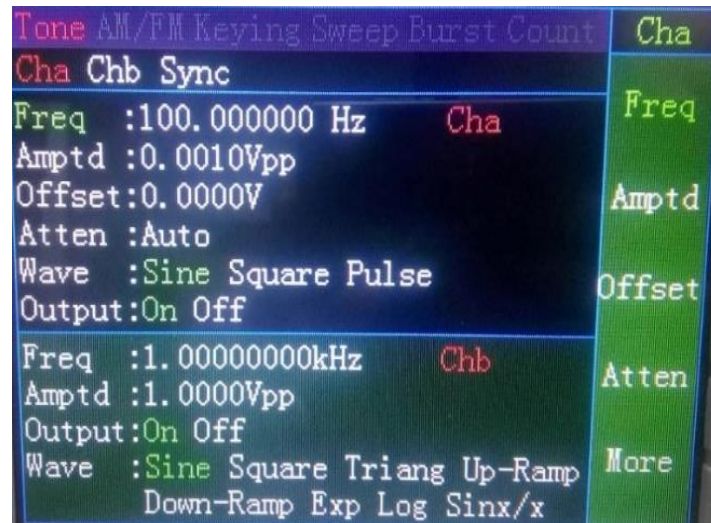 Tone AM/FM Keying Sweep Burst Count
Cha Chb Sync
Freq :100.000000 Hz Cha
Amptd :0.0010Vpp
Offset:0.0000V
Atten :Auto
Wave :Sine Square Pulse
Output:On Off
Freq :1.00000000kHz Chb
Amptd :1.0000Vpp
Output:On Off
Wave :Sine Square Triang Up-Ramp
Down-Ramp Exp Log Sinx/x
Cha
Freq
Amptd
Offset
Atten
More